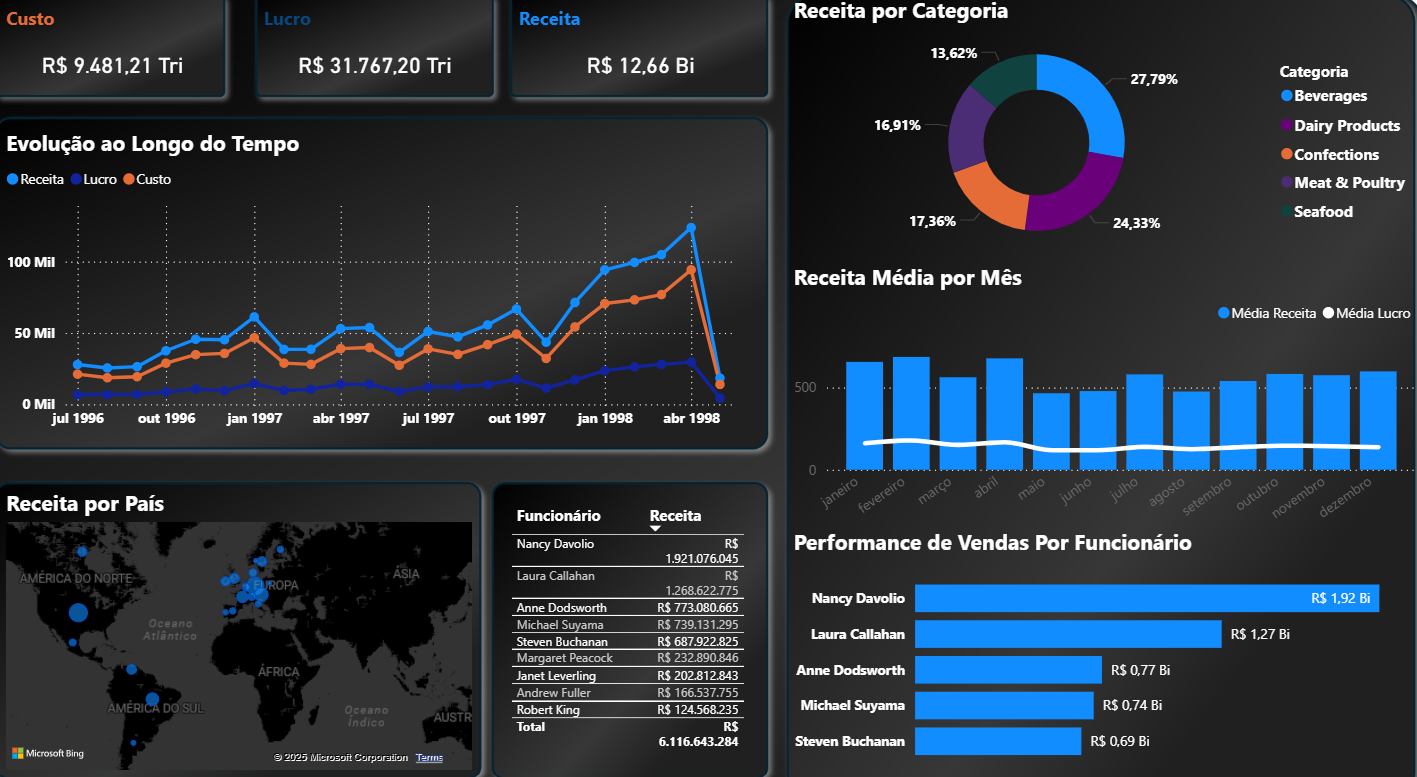 Custo
R$ 9.481,21 Tri
Lucro
R$ 31.767,20 Tri
Receita
R$ 12,66 Bi
Evolução ao Longo do Tempo
Receita Lucro Custo
100 Mil
50 Mil
0 Mil
jul 1996 out 1996 jan 1997 abr 1997 jul 1997 out 1997 jan 1998 abr 1998
Receita por País
AMÉRICA DO NORTE
EUROPA
ÁSIA
Oceano
Atlântico
ÁFRICA
AMÉRICA DO SUL
Oceano
Índico
AUSTR
Microsoft Bing
© 2025 Microsoft Corporation Terms
Funcionário Receita
Nancy Davolio R$
1.921.076.045
Laura Callahan R$
1.268.622.775
Anne Dodsworth R$ 773.080.665
Michael Suyama R$ 739.131.295
Steven Buchanan R$ 687.922.825
Margaret Peacock R$ 232.890.846
Janet Leverling R$ 202.812.843
Andrew Fuller R$ 166.537.755
Robert King R$ 124.568.235
Total R$
6.116.643.284
Receita por Categoria
13,62%
27,79%
16,91%
17,36%
24,33%
Categoria
Beverages
Dairy Products
Confections
Meat & Poultry
Seafood
Receita Média por Mês
Média Receita Média Lucro
500
0
janeiro fevereiro março abril maio junho julho agosto setembro outubro novembro dezembro
Performance de Vendas Por Funcionário
Nancy Davolio R$ 1,92 Bi
Laura Callahan R$ 1,27 Bi
Anne Dodsworth R$ 0,77 Bi
Michael Suyama R$ 0,74 Bi
Steven Buchanan R$ 0,69 Bi